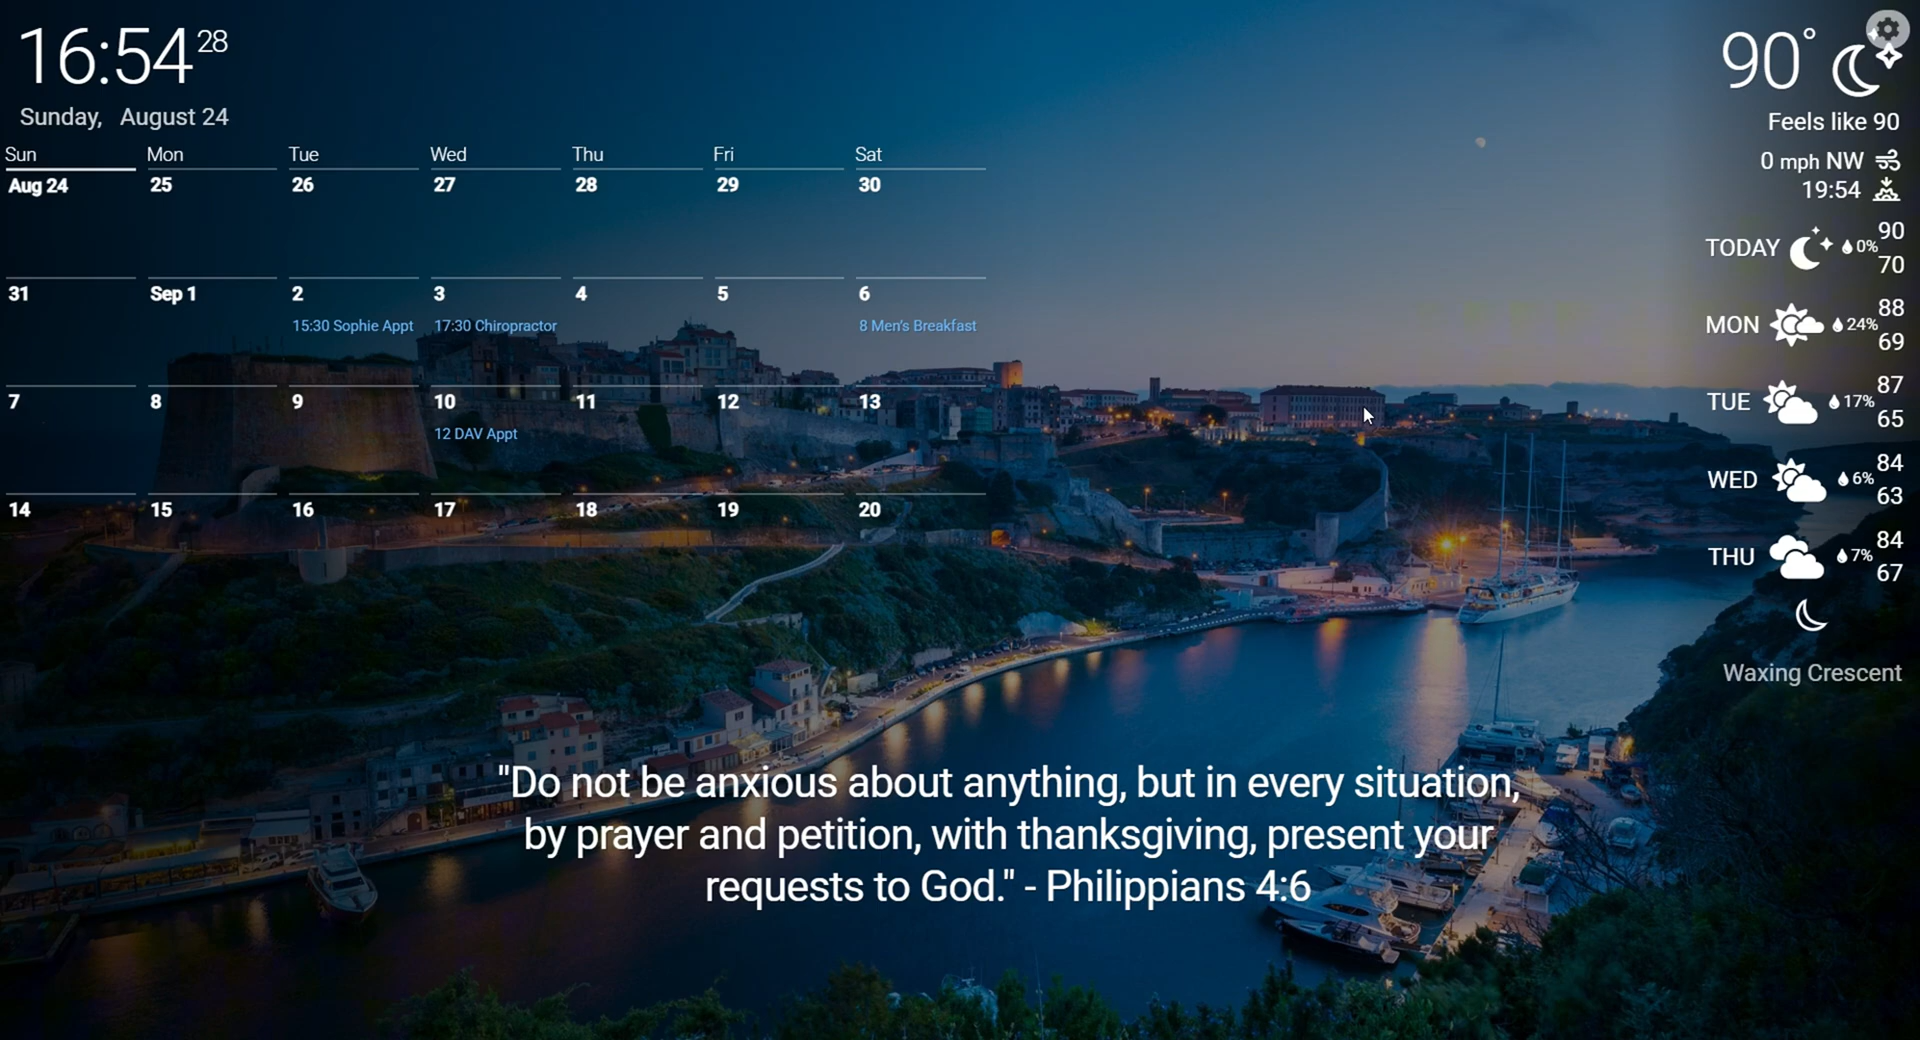 16:54 28
Sunday, August 24
Sun Mon Tue Wed Thu Fri Sat
Aug 24 25 26 27 28 29 30
31 Sep 1 2 3 4 5 6
15:30 Sophie Appt 17:30 Chiropractor 8 Men's Breakfast
7 8 9 10 11 12 13
12 DAV Appt
14 15 16 17 18 19 20
90°
Feels like 90
0 mph NW
19:54
TODAY 0% 90 70
MON 24% 88 69
TUE 17% 87 65
WED 6% 84 63
THU 7% 84 67
Waxing Crescent
"Do not be anxious about anything, but in every situation,
by prayer and petition, with thanksgiving, present your
requests to God." - Philippians 4:6